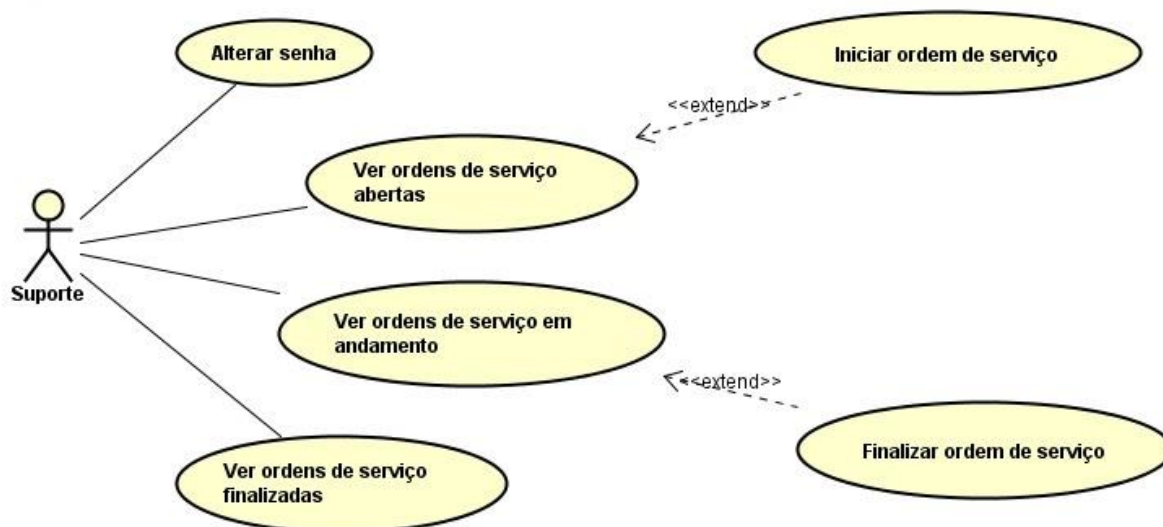 Alterar senha
Iniciar ordem de serviço
<<extend>>
Ver ordens de serviço
abertas
Suporte
Ver ordens de serviço em
andamento
<<extend>>
Finalizar ordem de serviço
Ver ordens de serviço
finalizadas